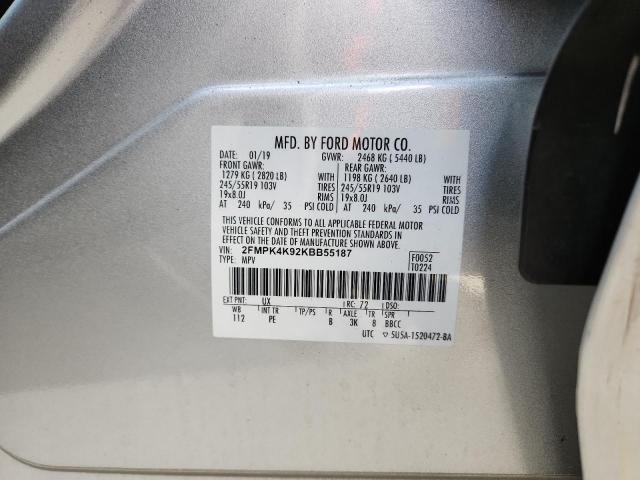 MFD. BY FORD MOTOR CO.
DATE: 01/19 GVWR: 2468 KG ( 5440 LB)
FRONT GAWR: REAR GAWR:
1279 KG ( 2820 LB) 1198 KG ( 2640 LB)
245/55R19 103V TIRES 245/55R19 103V TIRES
19x8.0J RIMS 19x8.0J RIMS
AT 240 kPa/ 35 PSI COLD AT 240 kPa/ 35 PSI COLD
THIS VEHICLE CONFORMS TO ALL APPLICABLE FEDERAL MOTOR
VEHICLE SAFETY AND THEFT PREVENTION STANDARDS IN
EFFECT ON THE DATE OF MANUFACTURE SHOWN ABOVE.
VIN: 2FMPK4K92KBB55187 F0052
TYPE: MPV T0224
EXT PNT: UX RC: 72 DSO:
WB INT TR TP/PS R AXLE TR SPR
112 PE B 3K 8 BBCC
UTC ▽ 5U5A-1520472-BA